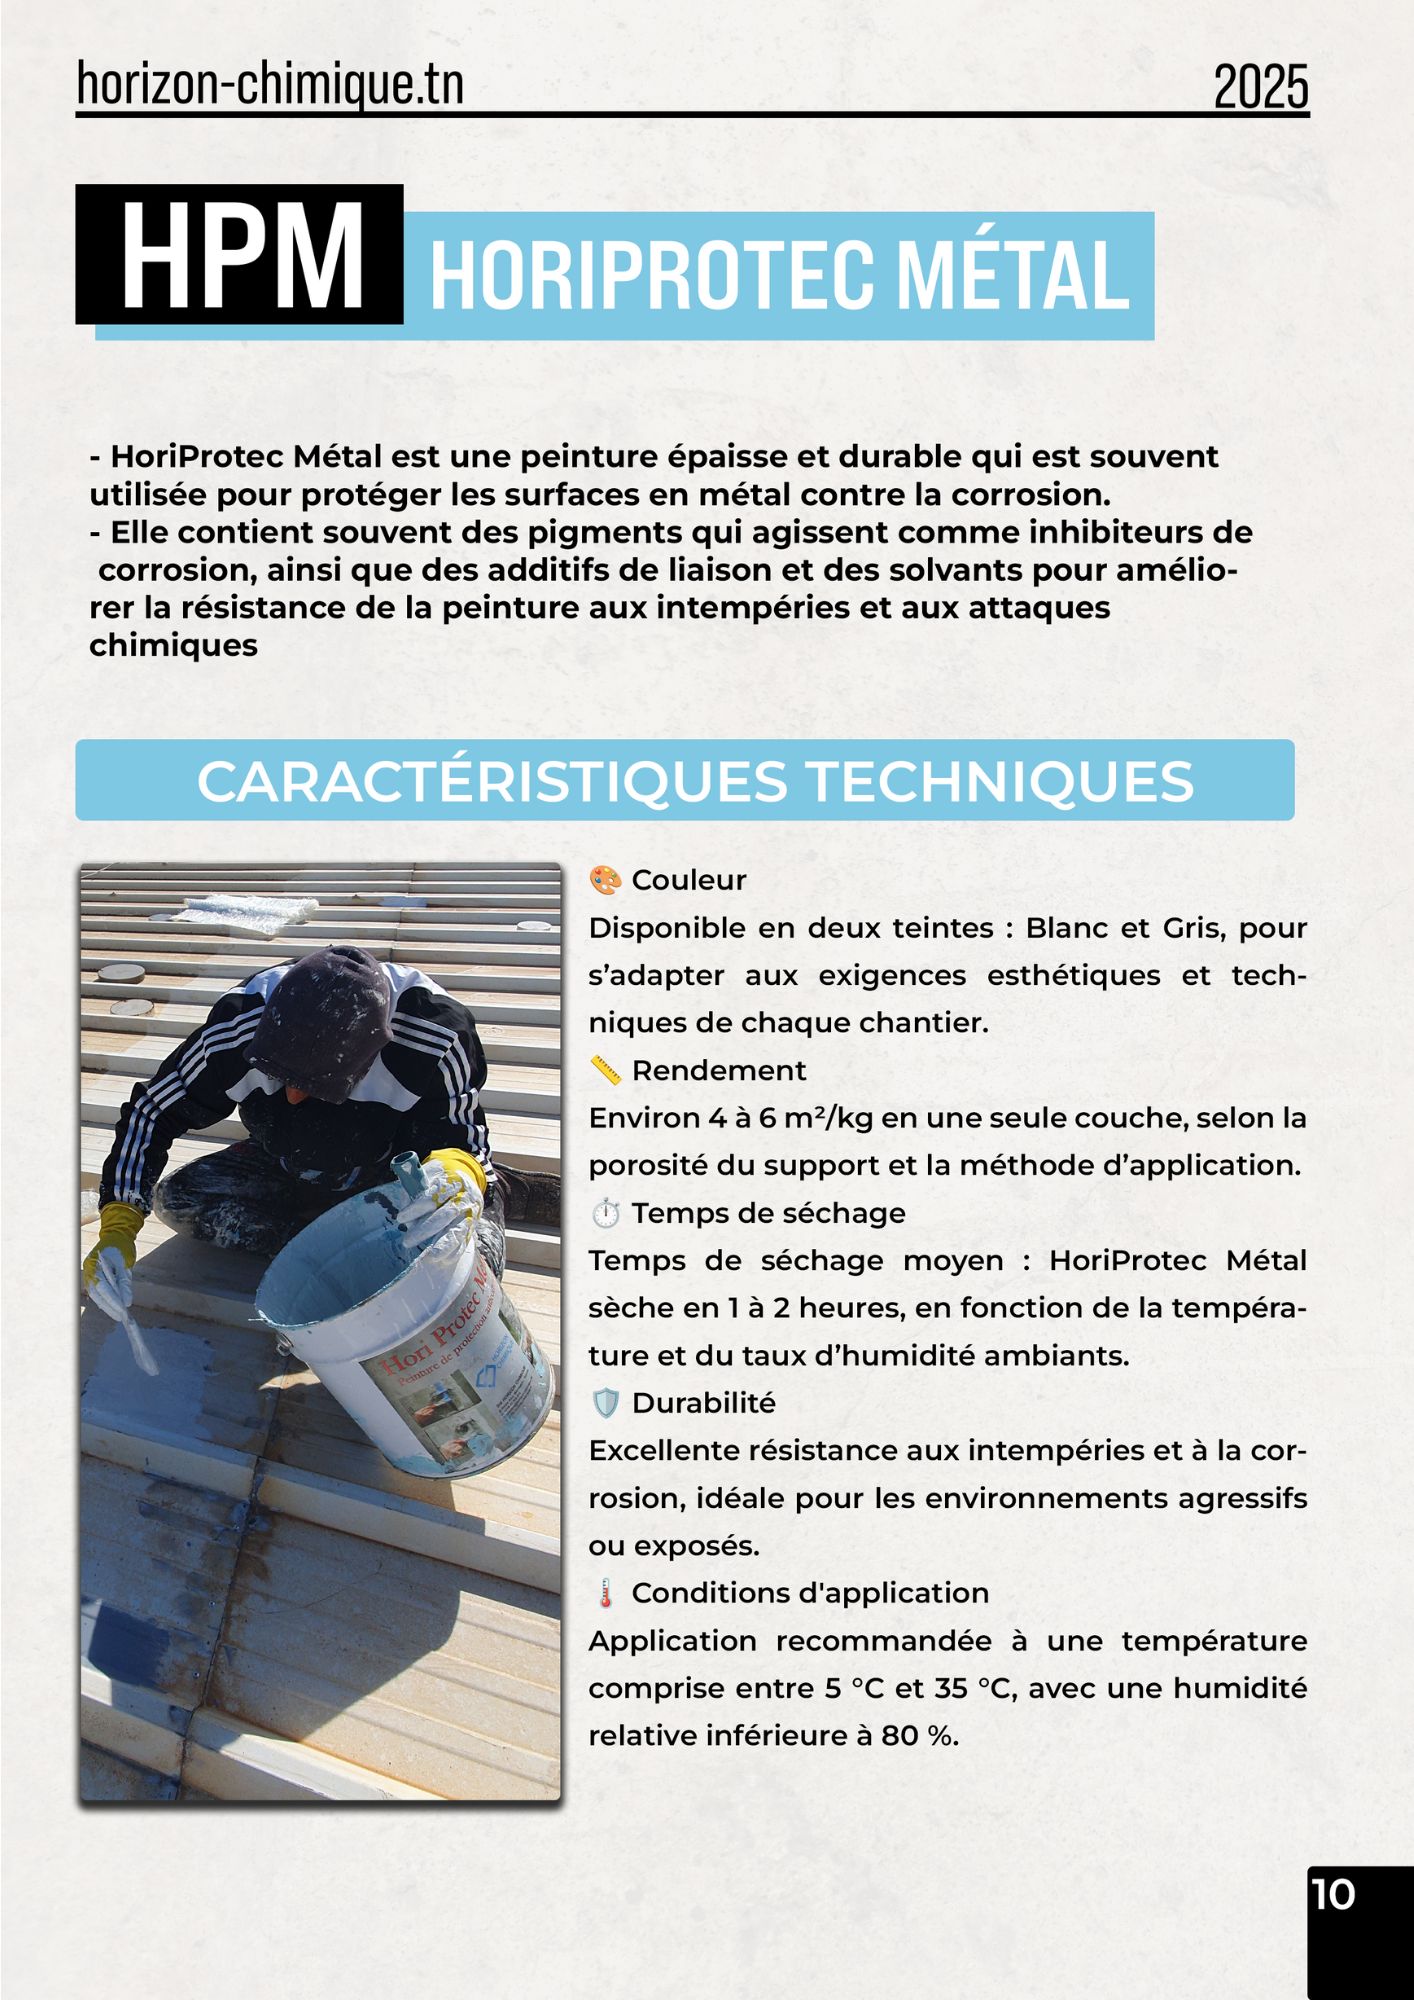 horizon-chimique.tn
2025
HPM
HORIPROTEC MÉTAL
- HoriProtec Métal est une peinture épaisse et durable qui est souvent
utilisée pour protéger les surfaces en métal contre la corrosion.
- Elle contient souvent des pigments qui agissent comme inhibiteurs de
corrosion, ainsi que des additifs de liaison et des solvants pour amélio-
rer la résistance de la peinture aux intempéries et aux attaques
chimiques
CARACTÉRISTIQUES TECHNIQUES
🎨 Couleur
Disponible en deux teintes : Blanc et Gris, pour
s’adapter aux exigences esthétiques et tech-
niques de chaque chantier.
📏 Rendement
Environ 4 à 6 m²/kg en une seule couche, selon la
porosité du support et la méthode d’application.
⏱️ Temps de séchage
Temps de séchage moyen : HoriProtec Métal
sèche en 1 à 2 heures, en fonction de la tempéra-
ture et du taux d’humidité ambiants.
🛡️ Durabilité
Excellente résistance aux intempéries et à la cor-
rosion, idéale pour les environnements agressifs
ou exposés.
🌡️ Conditions d'application
Application recommandée à une température
comprise entre 5 °C et 35 °C, avec une humidité
relative inférieure à 80 %.
Hori Protec
Peinture de protection
10